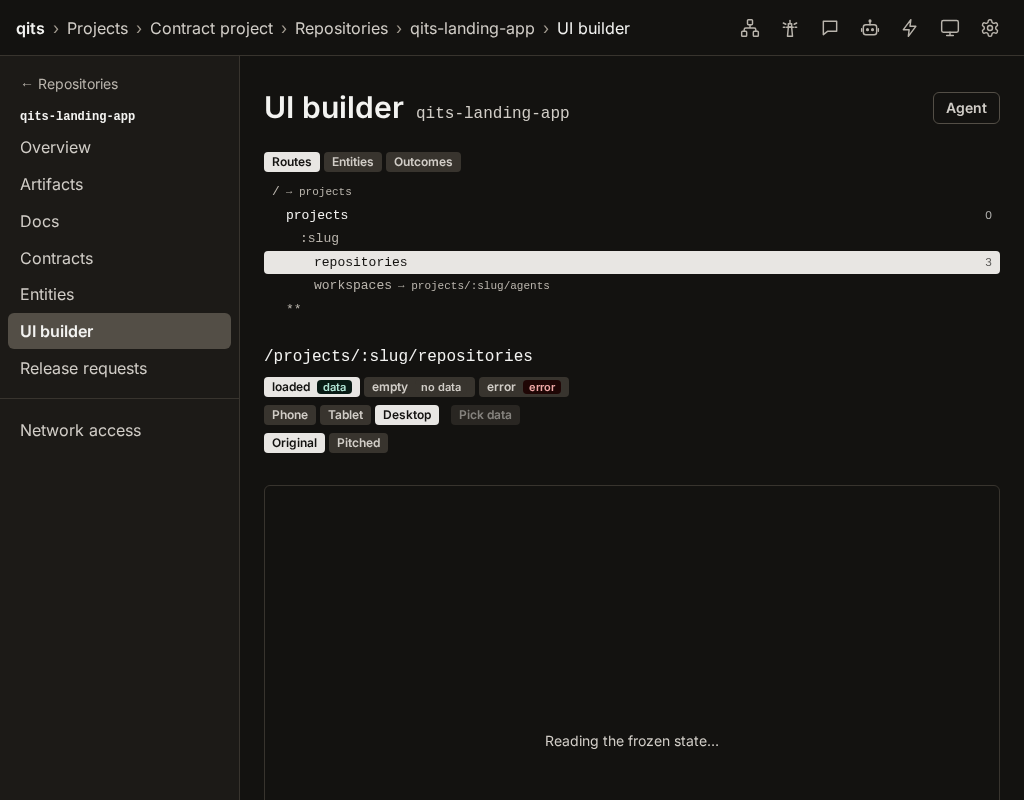 qits › Projects › Contract project › Repositories › qits-landing-app › UI builder
← Repositories
qits-landing-app
Overview
Artifacts
Docs
Contracts
Entities
UI builder
Release requests
Network access
UI builder qits-landing-app
Agent
Routes Entities Outcomes
/ → projects
projects 0
:slug
repositories 3
workspaces → projects/:slug/agents
**
/projects/:slug/repositories
loaded data empty no data error error
Phone Tablet Desktop Pick data
Original Pitched
Reading the frozen state…